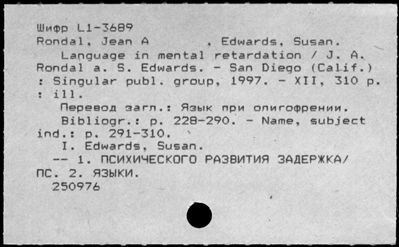 Шифр L1-3689
Rondal, Jean A , Edwards, Susan.
Language in mental retardation / J. A.
Rondal a. S. Edwards. - San Diego (Calif.)
: Singular publ. group, 1997. - XII, 310 p.
: ill.
Перевод загл.: Язык при олигофрении.
Bibliogr.: p. 228-290. - Name, subject
ind.: p. 291-310.
I. Edwards, Susan.
-- 1. ПСИХИЧЕСКОГО РАЗВИТИЯ ЗАДЕРЖКА/
ПС. 2. ЯЗЫКИ.
250976